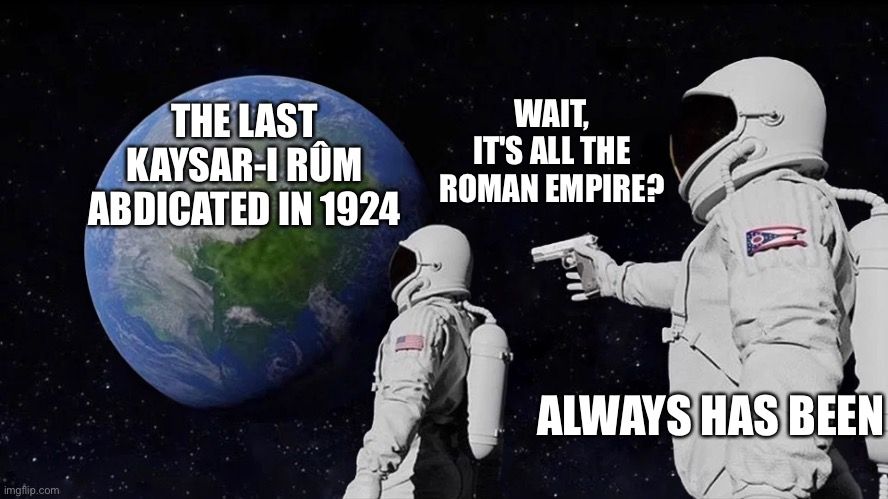 THE LAST
KAYSAR-I RÛM
ABDICATED IN 1924
WAIT,
IT'S ALL THE
ROMAN EMPIRE?
ALWAYS HAS BEEN
imgflip.com